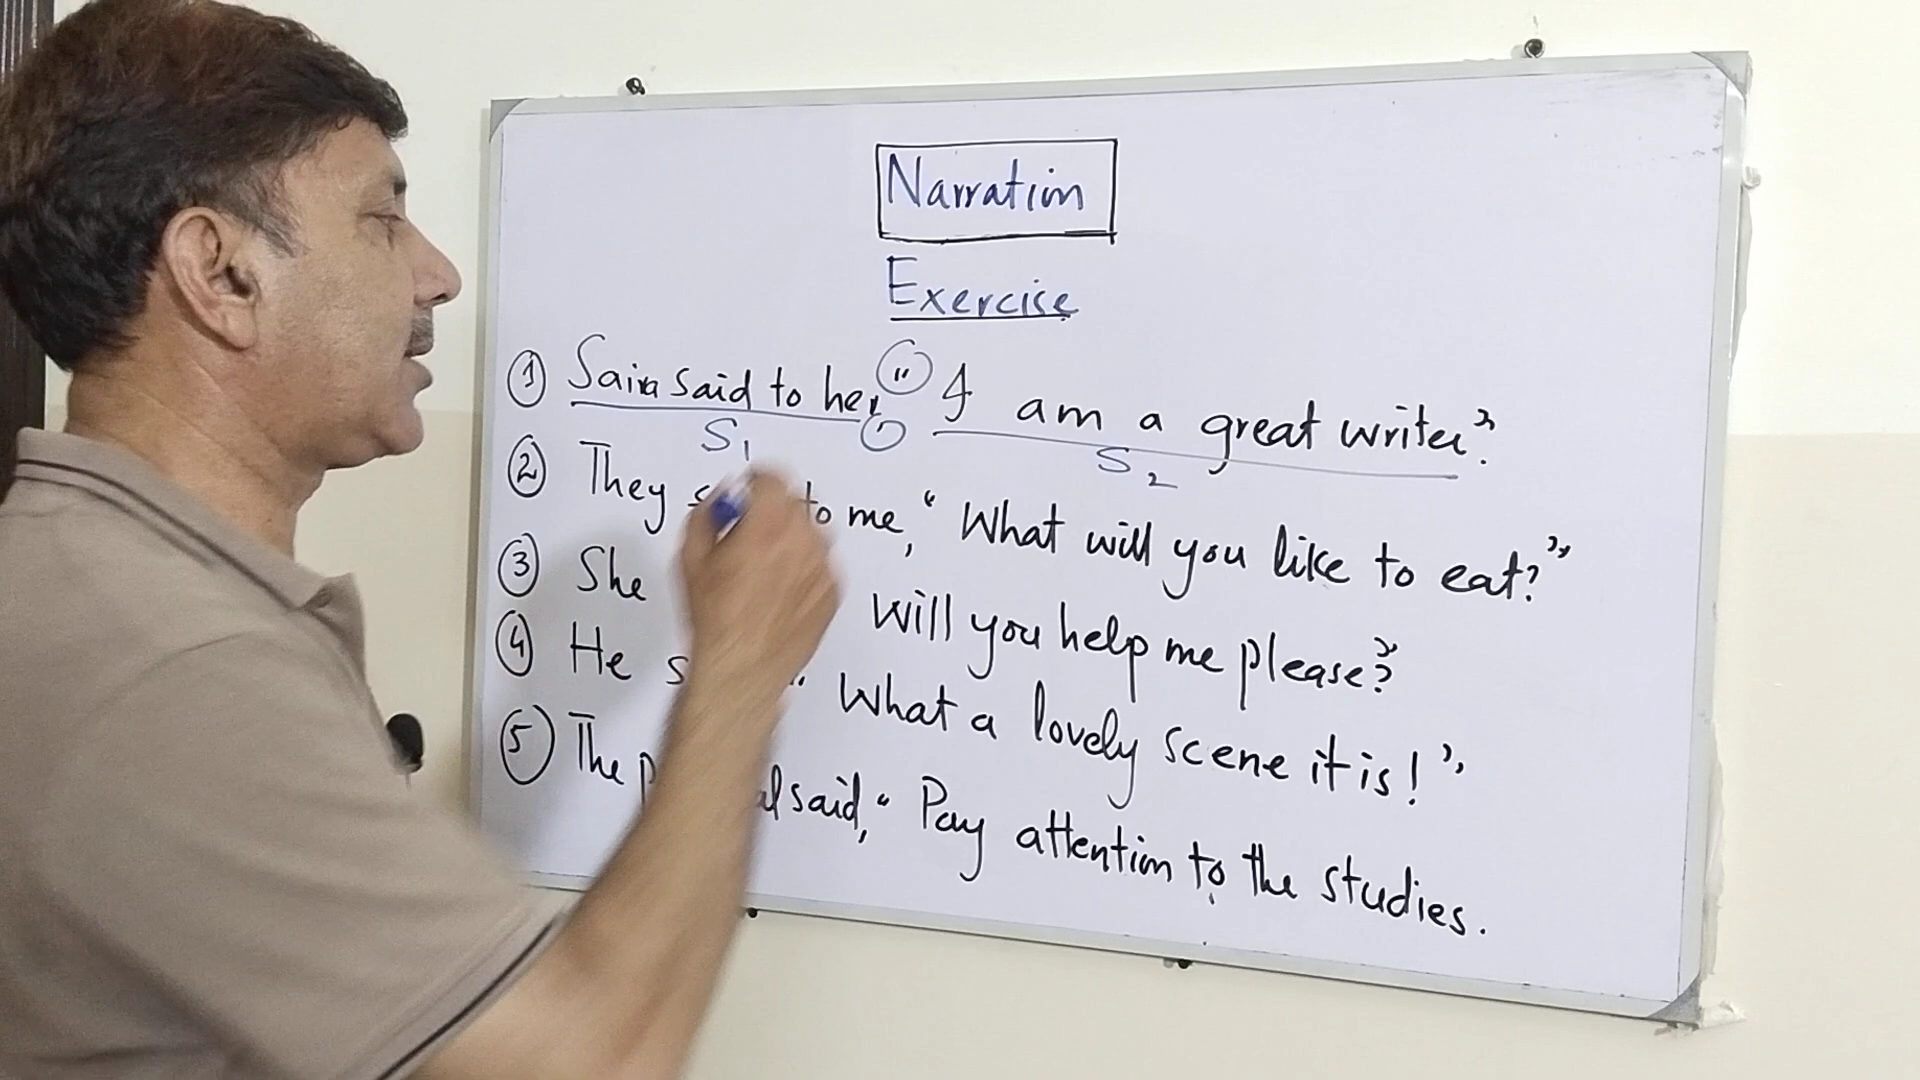 Narration
Exercise
① Saira said to her, " I am a great writer."
S₁ S₂
② They to me, " What will you like to eat?"
③ She Will you help me please?"
④ He " What a lovely scene it is!"
⑤ The said, " Pay attention to the studies.